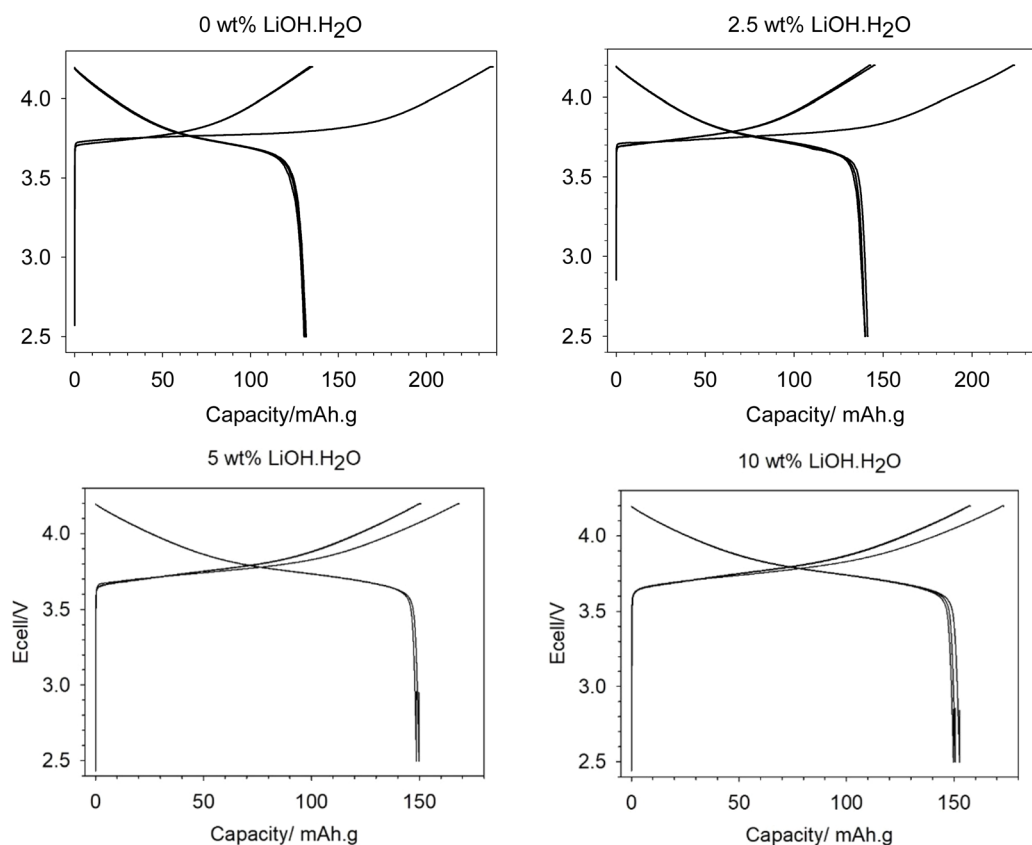 0 wt% LiOH.H₂O
4.0
3.5
3.0
2.5
0 50 100 150 200
Capacity/mAh.g
2.5 wt% LiOH.H₂O
4.0
3.5
3.0
2.5
0 50 100 150 200
Capacity/ mAh.g
5 wt% LiOH.H₂O
Ecell/V
4.0
3.5
3.0
2.5
0 50 100 150
Capacity/ mAh.g
10 wt% LiOH.H₂O
Ecell/V
4.0
3.5
3.0
2.5
0 50 100 150
Capacity/ mAh.g